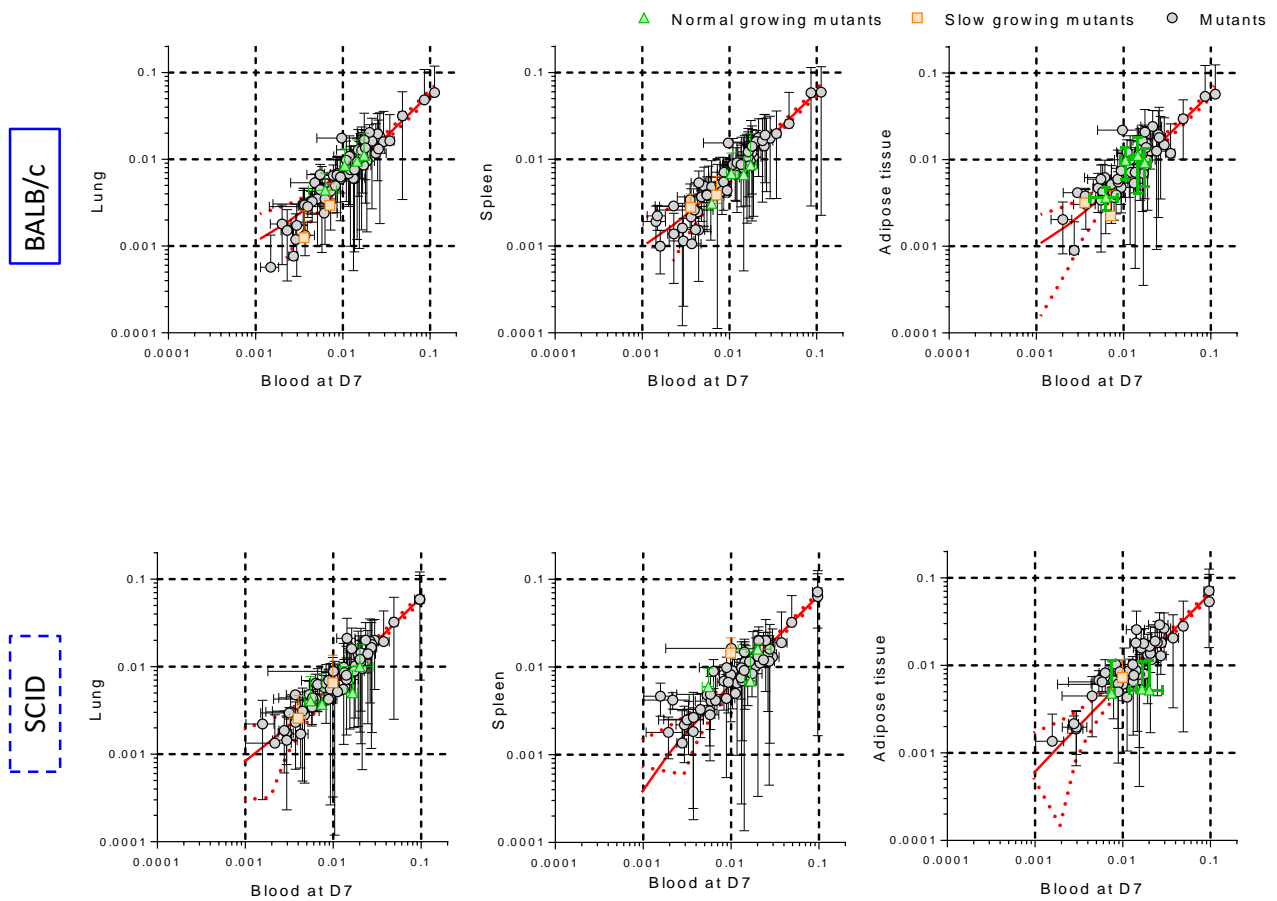 Normal growing mutants Slow growing mutants Mutants
BALB/c
Lung
0.1
0.01
0.001
0.0001
0.0001 0.001 0.01 0.1
Blood at D7
Spleen
0.1
0.01
0.001
0.0001
0.0001 0.001 0.01 0.1
Blood at D7
Adipose tissue
0.1
0.01
0.001
0.0001
0.0001 0.001 0.01 0.1
Blood at D7
SCID
Lung
0.1
0.01
0.001
0.0001
0.0001 0.001 0.01 0.1
Blood at D7
Spleen
0.1
0.01
0.001
0.0001
0.0001 0.001 0.01 0.1
Blood at D7
Adipose tissue
0.1
0.01
0.001
0.0001
0.0001 0.001 0.01 0.1
Blood at D7